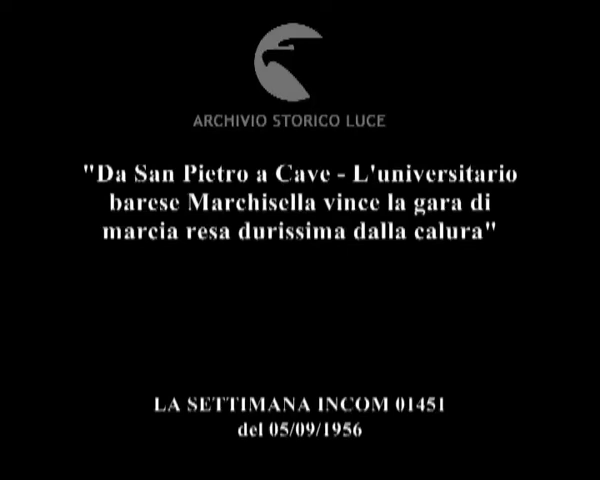 ARCHIVIO STORICO LUCE
"Da San Pietro a Cave - L'universitario
barese Marchisella vince la gara di
marcia resa durissima dalla calura"
LA SETTIMANA INCOM 01451
del 05/09/1956